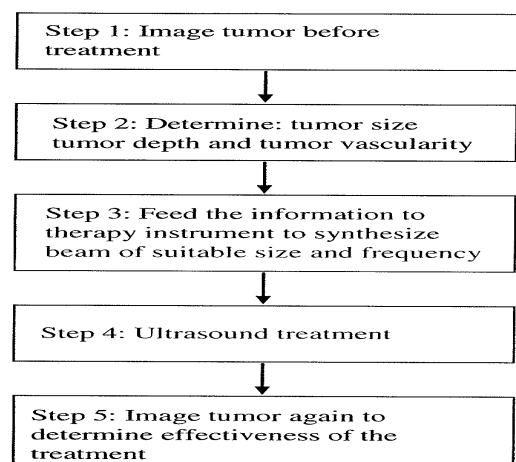 Step 1: Image tumor before
treatment
Step 2: Determine: tumor size
tumor depth and tumor vascularity
Step 3: Feed the information to
therapy instrument to synthesize
beam of suitable size and frequency
Step 4: Ultrasound treatment
Step 5: Image tumor again to
determine effectiveness of the
treatment